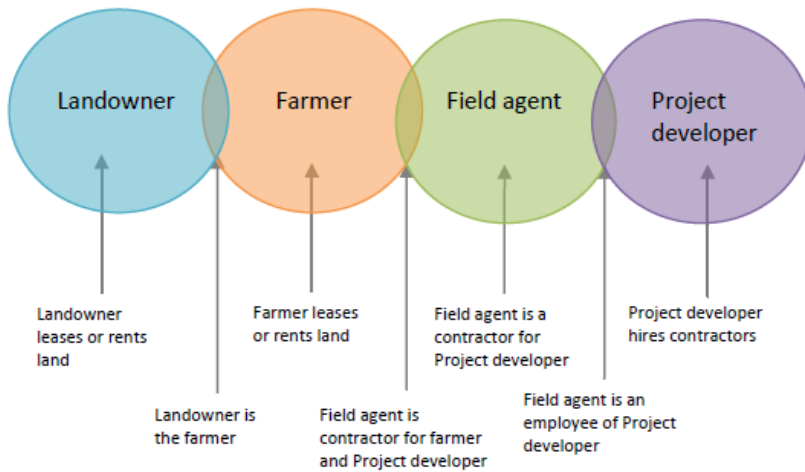 Landowner
Farmer
Field agent
Project
developer
Landowner
leases or rents
land
Farmer leases
or rents land
Field agent is a
contractor for
Project developer
Project developer
hires contractors
Landowner is
the farmer
Field agent is
contractor for farmer
and Project developer
Field agent is an
employee of Project
developer